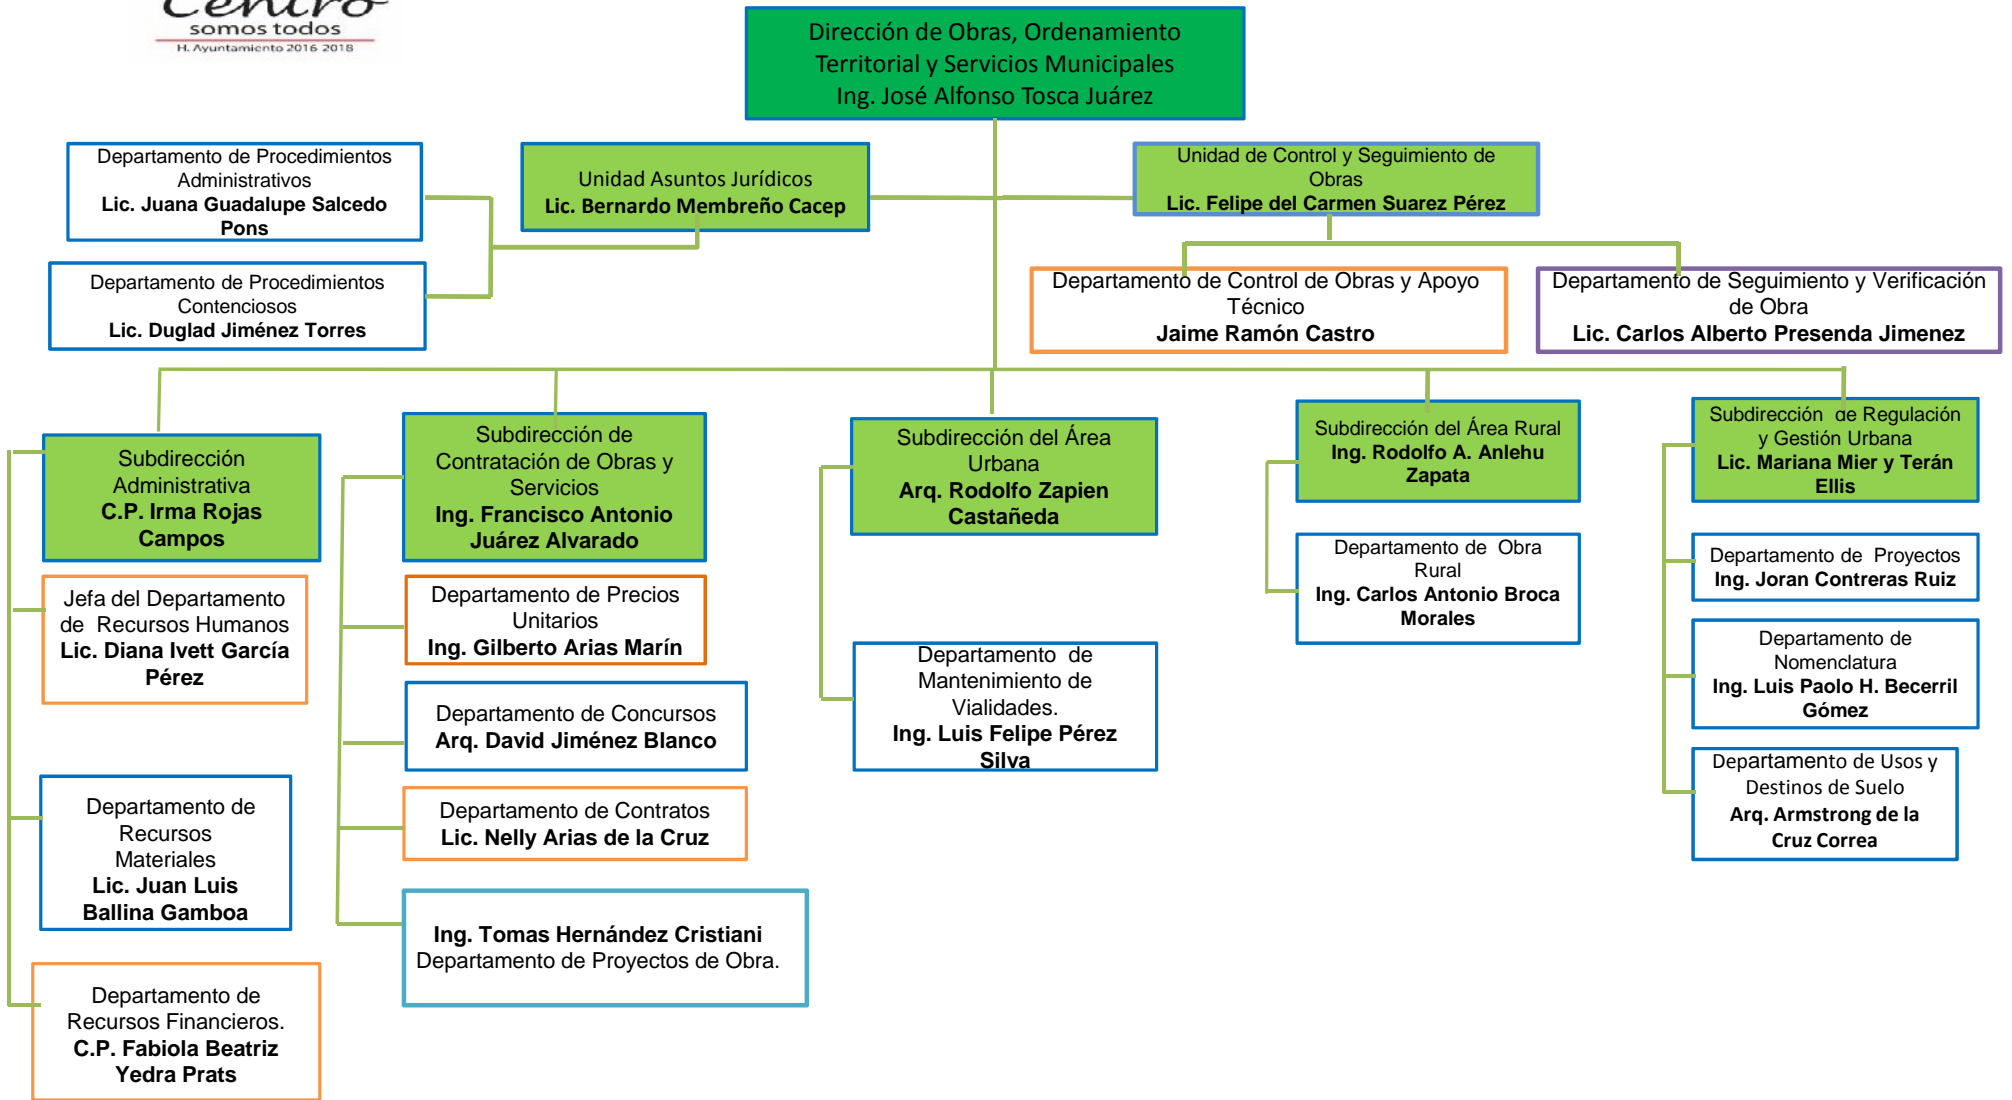 Centro
somos todos
H. Ayuntamiento 2016-2018
Dirección de Obras, Ordenamiento
Territorial y Servicios Municipales
Ing. José Alfonso Tosca Juárez
Departamento de Procedimientos
Administrativos
Lic. Juana Guadalupe Salcedo
Pons
Unidad Asuntos Jurídicos
Lic. Bernardo Membreño Cacep
Unidad de Control y Seguimiento de
Obras
Lic. Felipe del Carmen Suarez Pérez
Departamento de Procedimientos
Contenciosos
Lic. Duglad Jiménez Torres
Departamento de Control de Obras y Apoyo
Técnico
Jaime Ramón Castro
Departamento de Seguimiento y Verificación
de Obra
Lic. Carlos Alberto Presenda Jimenez
Subdirección
Administrativa
C.P. Irma Rojas
Campos
Jefa del Departamento
de Recursos Humanos
Lic. Diana Ivett García
Pérez
Departamento de
Recursos
Materiales
Lic. Juan Luis
Ballina Gamboa
Departamento de
Recursos Financieros.
C.P. Fabiola Beatriz
Yedra Prats
Subdirección de
Contratación de Obras y
Servicios
Ing. Francisco Antonio
Juárez Alvarado
Departamento de Precios
Unitarios
Ing. Gilberto Arias Marín
Departamento de Concursos
Arq. David Jiménez Blanco
Departamento de Contratos
Lic. Nelly Arias de la Cruz
Ing. Tomas Hernández Cristiani
Departamento de Proyectos de Obra.
Subdirección del Área
Urbana
Arq. Rodolfo Zapien
Castañeda
Departamento de
Mantenimiento de
Vialidades.
Ing. Luis Felipe Pérez
Silva
Subdirección del Área Rural
Ing. Rodolfo A. Anlehu
Zapata
Departamento de Obra
Rural
Ing. Carlos Antonio Broca
Morales
Subdirección de Regulación
y Gestión Urbana
Lic. Mariana Mier y Terán
Ellis
Departamento de Proyectos
Ing. Joran Contreras Ruiz
Departamento de
Nomenclatura
Ing. Luis Paolo H. Becerril
Gómez
Departamento de Usos y
Destinos de Suelo
Arq. Armstrong de la
Cruz Correa